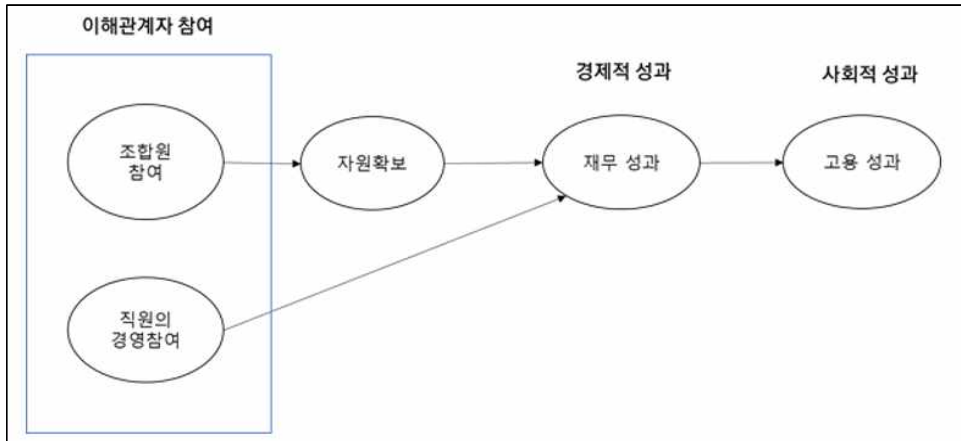 이해관계자 참여
경제적 성과
사회적 성과
조합원
참여
자원확보
재무 성과
고용 성과
직원의
경영참여